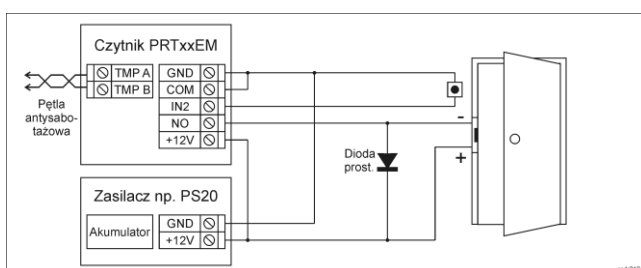 Czytnik PRTxxEM
TMP A
TMP B
GND
COM
IN2
NO
+12V
Pętla
antysabo-
tażowa
-
+
Dioda
prost.
Zasilacz np. PS20
Akumulator
GND
+12V